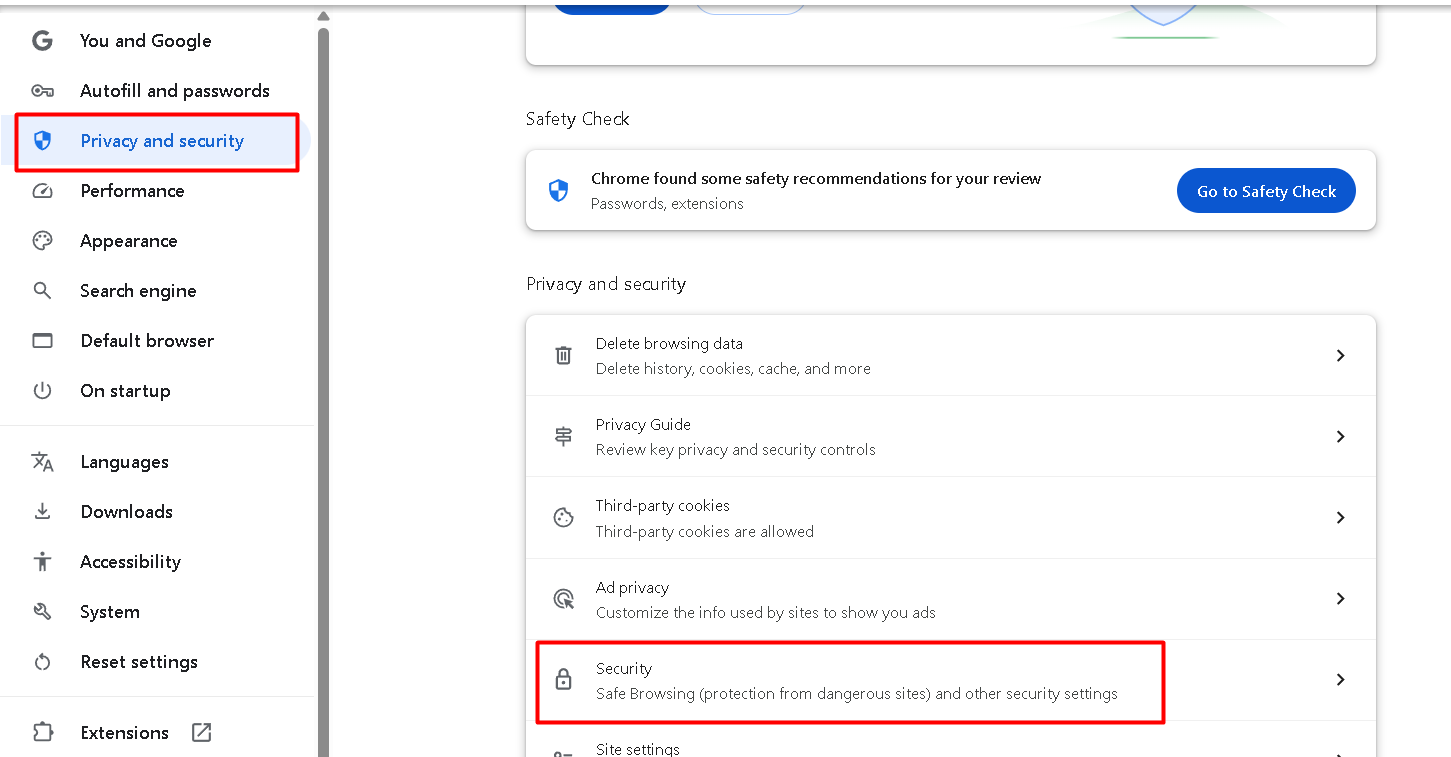 You and Google
Autofill and passwords
Privacy and security
Performance
Appearance
Search engine
Default browser
On startup
Languages
Downloads
Accessibility
System
Reset settings
Extensions
Safety Check
Chrome found some safety recommendations for your review
Passwords, extensions
Go to Safety Check
Privacy and security
Delete browsing data
Delete history, cookies, cache, and more
Privacy Guide
Review key privacy and security controls
Third-party cookies
Third-party cookies are allowed
Ad privacy
Customize the info used by sites to show you ads
Security
Safe Browsing (protection from dangerous sites) and other security settings
Site settings